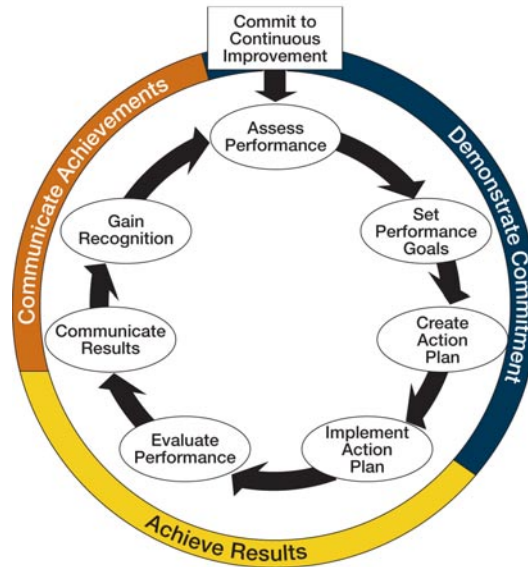 Commit to
Continuous
Improvement
Assess
Performance
Set
Performance
Goals
Create
Action
Plan
Implement
Action
Plan
Evaluate
Performance
Communicate
Results
Gain
Recognition
Demonstrate Commitment
Achieve Results
Communicate Achievements